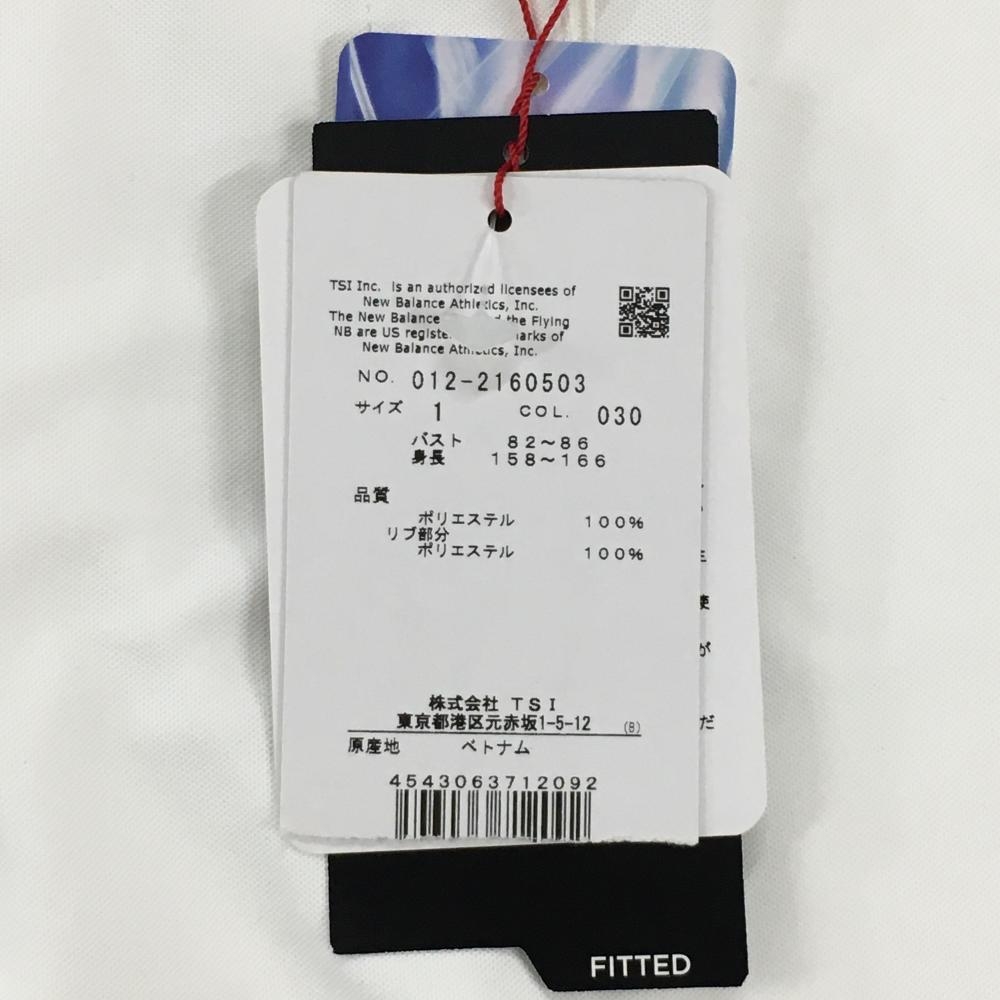 TSI Inc. is an authorized licensees of
New Balance Athletics, Inc.
The New Balance the Flying
NB are US
New Balance Athletics, Inc.
NO. 012-2160503
サイズ 1 COL. 030
バスト 82～86
身長 158～166
品質
ポリエステル 100%
リブ部分
ポリエステル 100%
株式会社 TSI
東京都港区元赤坂1-5-12 (B)
原産地 ベトナム
4543063712092
FITTED